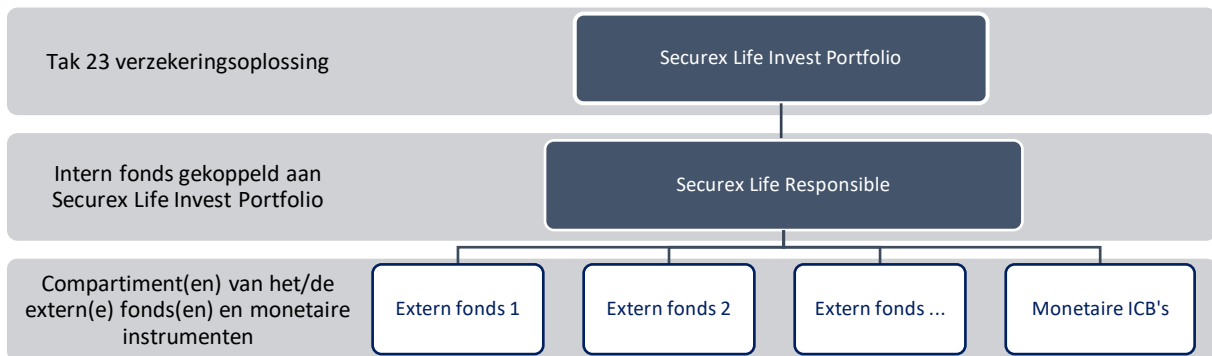 Tak 23 verzekeringsoplossing
Securex Life Invest Portfolio
Intern fonds gekoppeld aan
Securex Life Invest Portfolio
Securex Life Responsible
Compartiment(en) van het/de
extern(e) fonds(en) en monetaire
instrumenten
Extern fonds 1
Extern fonds 2
Extern fonds ...
Monetaire ICB's